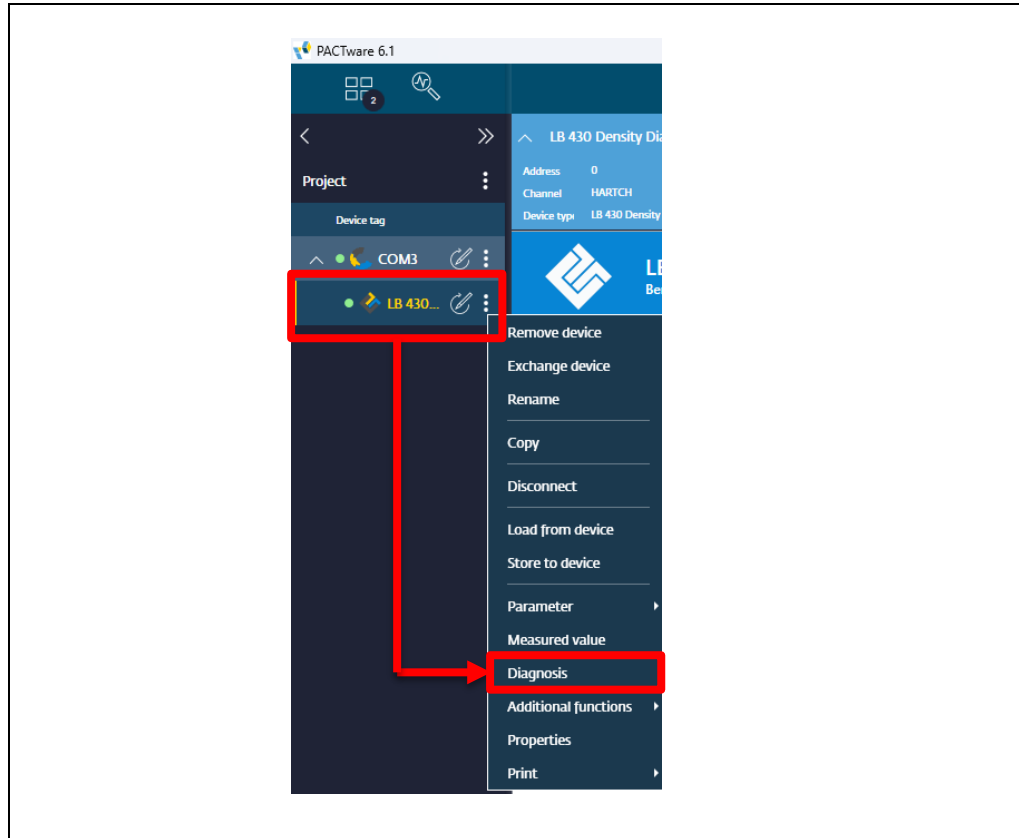 PACTware 6.1
2
Project
Device tag
COM3
LB 430...
LB 430 Density Di
Address 0
Channel HARTCH
Device type LB 430 Density
LB
Be
Remove device
Exchange device
Rename
Copy
Disconnect
Load from device
Store to device
Parameter
Measured value
Diagnosis
Additional functions
Properties
Print